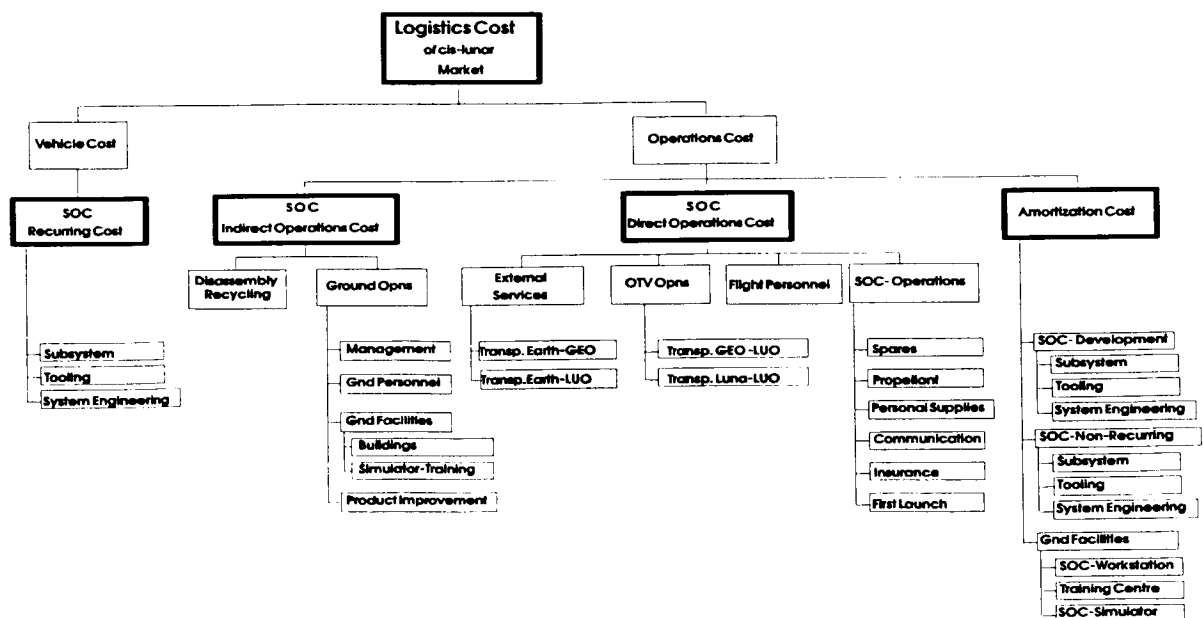 Logistics Cost
of cis-lunar
Market
Vehicle Cost
Operations Cost
SOC
Recurring Cost
SOC
Indirect Operations Cost
SOC
Direct Operations Cost
Amortization Cost
Disassembly
Recycling
Ground Opns
External
Services
OTV Opns
Flight Personnel
SOC- Operations
Subsystem
Tooling
System Engineering
Management
Gnd Personnel
Gnd Facilities
Buildings
Simulator-Training
Product Improvement
Transp. Earth-GEO
Transp.Earth-LUO
Transp. GEO-LUO
Transp. Luna-LUO
Spares
Propellant
Personal Supplies
Communication
Insurance
First Launch
SOC- Development
Subsystem
Tooling
System Engineering
SOC-Non-Recurring
Subsystem
Tooling
System Engineering
Gnd Facilities
SOC-Workstation
Training Centre
SOC-Simulator